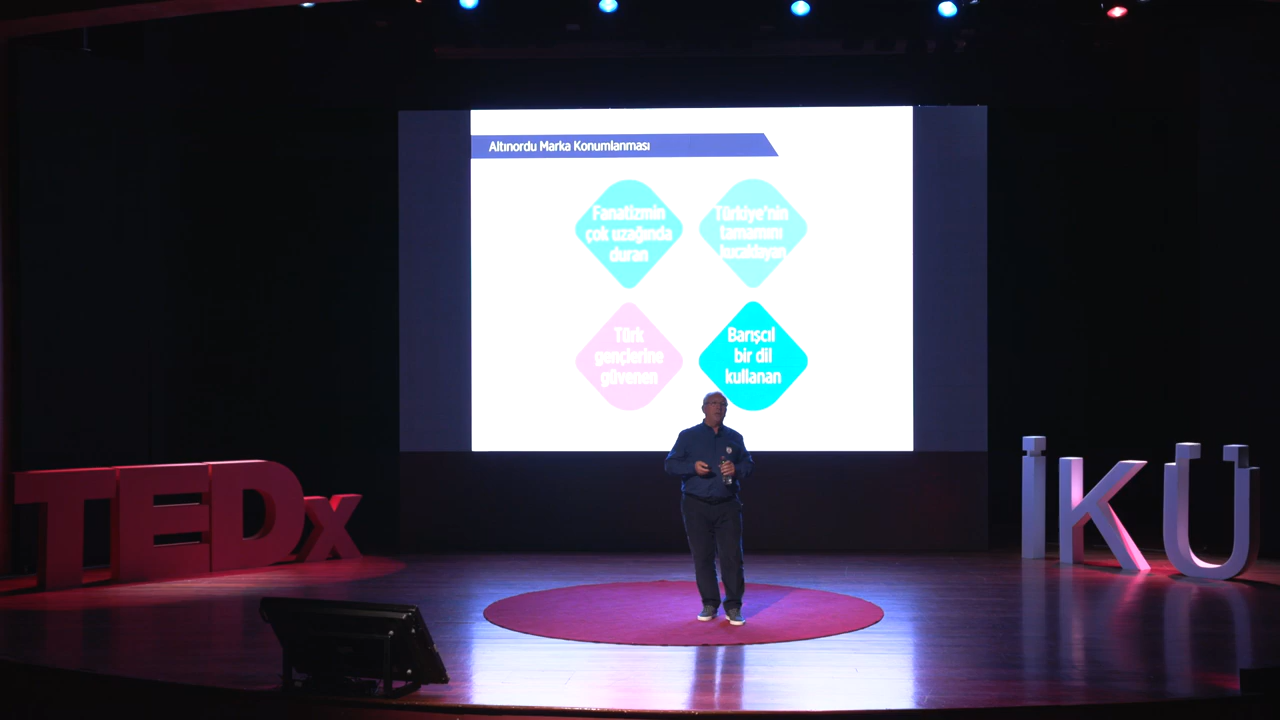 Altınordu Marka Konumlanması
Fanatizmin
çok uzağında
duran
Türkiye'nin
tamamını
kucaklayan
Türk
gençlerine
güvenen
Barışcıl
bir dil
kullanan
TEDx
İKÜ